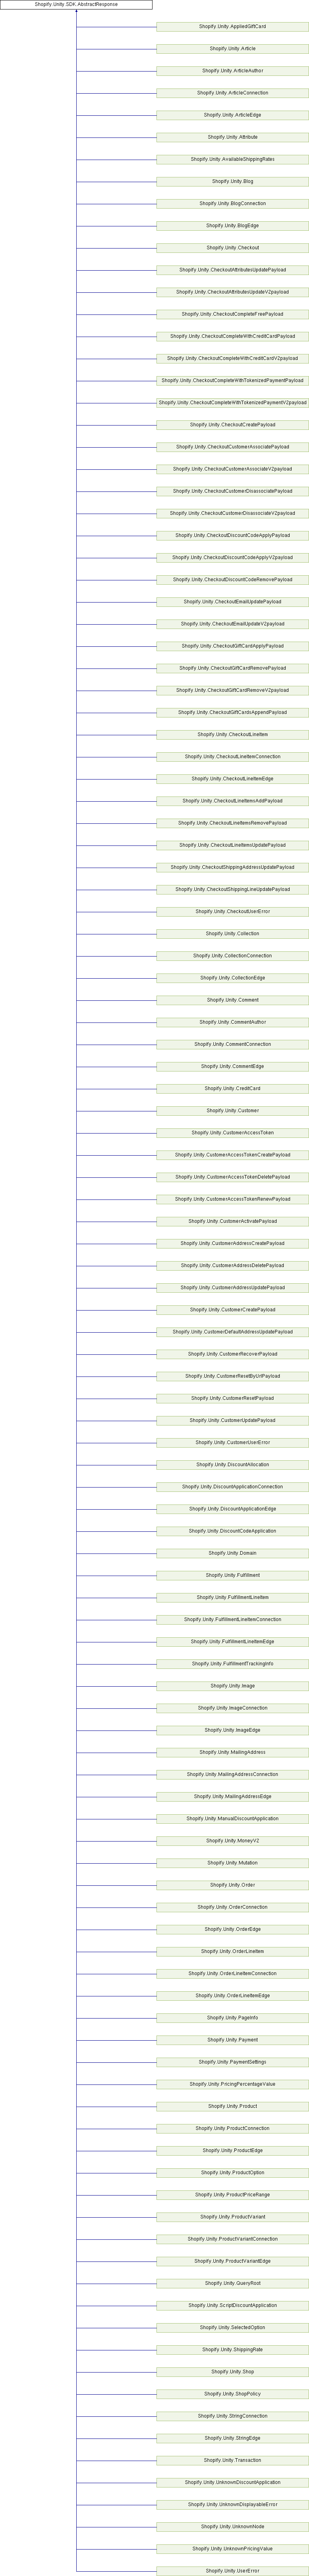 Shopify.Unity.SDK.AbstractResponse
Shopify.Unity.AppliedGiftCard
Shopify.Unity.Article
Shopify.Unity.ArticleAuthor
Shopify.Unity.ArticleConnection
Shopify.Unity.ArticleEdge
Shopify.Unity.Attribute
Shopify.Unity.AvailableShippingRates
Shopify.Unity.Blog
Shopify.Unity.BlogConnection
Shopify.Unity.BlogEdge
Shopify.Unity.Checkout
Shopify.Unity.CheckoutAttributesUpdatePayload
Shopify.Unity.CheckoutAttributesUpdateV2payload
Shopify.Unity.CheckoutCompleteFreePayload
Shopify.Unity.CheckoutCompleteWithCreditCardPayload
Shopify.Unity.CheckoutCompleteWithCreditCardV2payload
Shopify.Unity.CheckoutCompleteWithTokenizedPaymentPayload
Shopify.Unity.CheckoutCompleteWithTokenizedPaymentV2payload
Shopify.Unity.CheckoutCreatePayload
Shopify.Unity.CheckoutCustomerAssociatePayload
Shopify.Unity.CheckoutCustomerAssociateV2payload
Shopify.Unity.CheckoutCustomerDisassociatePayload
Shopify.Unity.CheckoutCustomerDisassociateV2payload
Shopify.Unity.CheckoutDiscountCodeApplyPayload
Shopify.Unity.CheckoutDiscountCodeApplyV2payload
Shopify.Unity.CheckoutDiscountCodeRemovePayload
Shopify.Unity.CheckoutEmailUpdatePayload
Shopify.Unity.CheckoutEmailUpdateV2payload
Shopify.Unity.CheckoutGiftCardApplyPayload
Shopify.Unity.CheckoutGiftCardRemovePayload
Shopify.Unity.CheckoutGiftCardRemoveV2payload
Shopify.Unity.CheckoutGiftCardsAppendPayload
Shopify.Unity.CheckoutLineItem
Shopify.Unity.CheckoutLineItemConnection
Shopify.Unity.CheckoutLineItemEdge
Shopify.Unity.CheckoutLineItemsAddPayload
Shopify.Unity.CheckoutLineItemsRemovePayload
Shopify.Unity.CheckoutLineItemsUpdatePayload
Shopify.Unity.CheckoutShippingAddressUpdatePayload
Shopify.Unity.CheckoutShippingLineUpdatePayload
Shopify.Unity.CheckoutUserError
Shopify.Unity.Collection
Shopify.Unity.CollectionConnection
Shopify.Unity.CollectionEdge
Shopify.Unity.Comment
Shopify.Unity.CommentAuthor
Shopify.Unity.CommentConnection
Shopify.Unity.CommentEdge
Shopify.Unity.CreditCard
Shopify.Unity.Customer
Shopify.Unity.CustomerAccessToken
Shopify.Unity.CustomerAccessTokenCreatePayload
Shopify.Unity.CustomerAccessTokenDeletePayload
Shopify.Unity.CustomerAccessTokenRenewPayload
Shopify.Unity.CustomerActivatePayload
Shopify.Unity.CustomerAddressCreatePayload
Shopify.Unity.CustomerAddressDeletePayload
Shopify.Unity.CustomerAddressUpdatePayload
Shopify.Unity.CustomerCreatePayload
Shopify.Unity.CustomerDefaultAddressUpdatePayload
Shopify.Unity.CustomerRecoverPayload
Shopify.Unity.CustomerResetByUrlPayload
Shopify.Unity.CustomerResetPayload
Shopify.Unity.CustomerUpdatePayload
Shopify.Unity.CustomerUserError
Shopify.Unity.DiscountAllocation
Shopify.Unity.DiscountApplicationConnection
Shopify.Unity.DiscountApplicationEdge
Shopify.Unity.DiscountCodeApplication
Shopify.Unity.Domain
Shopify.Unity.Fulfillment
Shopify.Unity.FulfillmentLineItem
Shopify.Unity.FulfillmentLineItemConnection
Shopify.Unity.FulfillmentLineItemEdge
Shopify.Unity.FulfillmentTrackingInfo
Shopify.Unity.Image
Shopify.Unity.ImageConnection
Shopify.Unity.ImageEdge
Shopify.Unity.MailingAddress
Shopify.Unity.MailingAddressConnection
Shopify.Unity.MailingAddressEdge
Shopify.Unity.ManualDiscountApplication
Shopify.Unity.MoneyV2
Shopify.Unity.Mutation
Shopify.Unity.Order
Shopify.Unity.OrderConnection
Shopify.Unity.OrderEdge
Shopify.Unity.OrderLineItem
Shopify.Unity.OrderLineItemConnection
Shopify.Unity.OrderLineItemEdge
Shopify.Unity.PageInfo
Shopify.Unity.Payment
Shopify.Unity.PaymentSettings
Shopify.Unity.PricingPercentageValue
Shopify.Unity.Product
Shopify.Unity.ProductConnection
Shopify.Unity.ProductEdge
Shopify.Unity.ProductOption
Shopify.Unity.ProductPriceRange
Shopify.Unity.ProductVariant
Shopify.Unity.ProductVariantConnection
Shopify.Unity.ProductVariantEdge
Shopify.Unity.QueryRoot
Shopify.Unity.ScriptDiscountApplication
Shopify.Unity.SelectedOption
Shopify.Unity.ShippingRate
Shopify.Unity.Shop
Shopify.Unity.ShopPolicy
Shopify.Unity.StringConnection
Shopify.Unity.StringEdge
Shopify.Unity.Transaction
Shopify.Unity.UnknownDiscountApplication
Shopify.Unity.UnknownDisplayableError
Shopify.Unity.UnknownNode
Shopify.Unity.UnknownPricingValue
Shopify.Unity.UserError